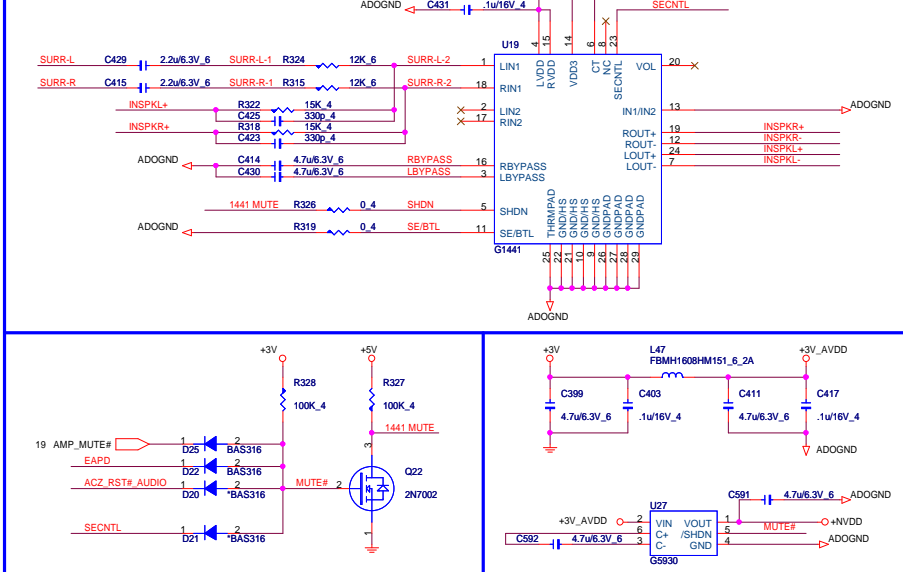 ADOGND C431 .1u/16V_4 SECNTL
4 15 14 6 8 23
U19
SURR-L C429 2.2u/6.3V_6 SURR-L-1 R324 12K_6 SURR-L-2 1 LIN1 LVDD RVDD VDD3 CT NC SECNTL VOL 20
SURR-R C415 2.2u/6.3V_6 SURR-R-1 R315 12K_6 SURR-R-2 18 RIN1
INSPKL+ R322 15K_4 2 LIN2 IN1/IN2 13 ADOGND
C425 330p_4 17 RIN2
INSPKR+ R318 15K_4 ROUT+ 19 INSPKR+
C423 330p_4 ROUT- 12 INSPKR-
LOUT+ 24 INSPKL+
ADOGND C414 4.7u/6.3V_6 RBYPASS 16 RBYPASS LOUT- 7 INSPKL-
C430 4.7u/6.3V_6 LBYPASS 3 LBYPASS
1441 MUTE R326 0_4 SHDN 5 SHDN
ADOGND R319 0_4 SE/BTL 11 SE/BTL
THRMPAD GND/HS GND/HS GND/HS GND/HS GNDPAD GNDPAD GNDPAD GNDPAD
G1441
25 22 21 10 9 26 27 28 29
ADOGND
+3V +5V
R328 R327
100K_4 100K_4
1441 MUTE
19 AMP_MUTE# 1 2 3
D25 BAS316
EAPD 1 2
D22 BAS316 Q22
ACZ_RST#_AUDIO 1 2 MUTE# 2 2N7002
D20 *BAS316
SECNTL 1 2 1
D21 *BAS316
L47
+3V FBMH1608HM151_6_2A +3V_AVDD
C399 C403 C411 C417
4.7u/6.3V_6 .1u/16V_4 4.7u/6.3V_6 .1u/16V_4
ADOGND
C591 4.7u/6.3V_6 ADOGND
U27
+3V_AVDD 2 VIN VOUT 1 +NVDD
6 C+ /SHDN 5 MUTE#
C592 4.7u/6.3V_6 3 C- GND 4 ADOGND
G5930